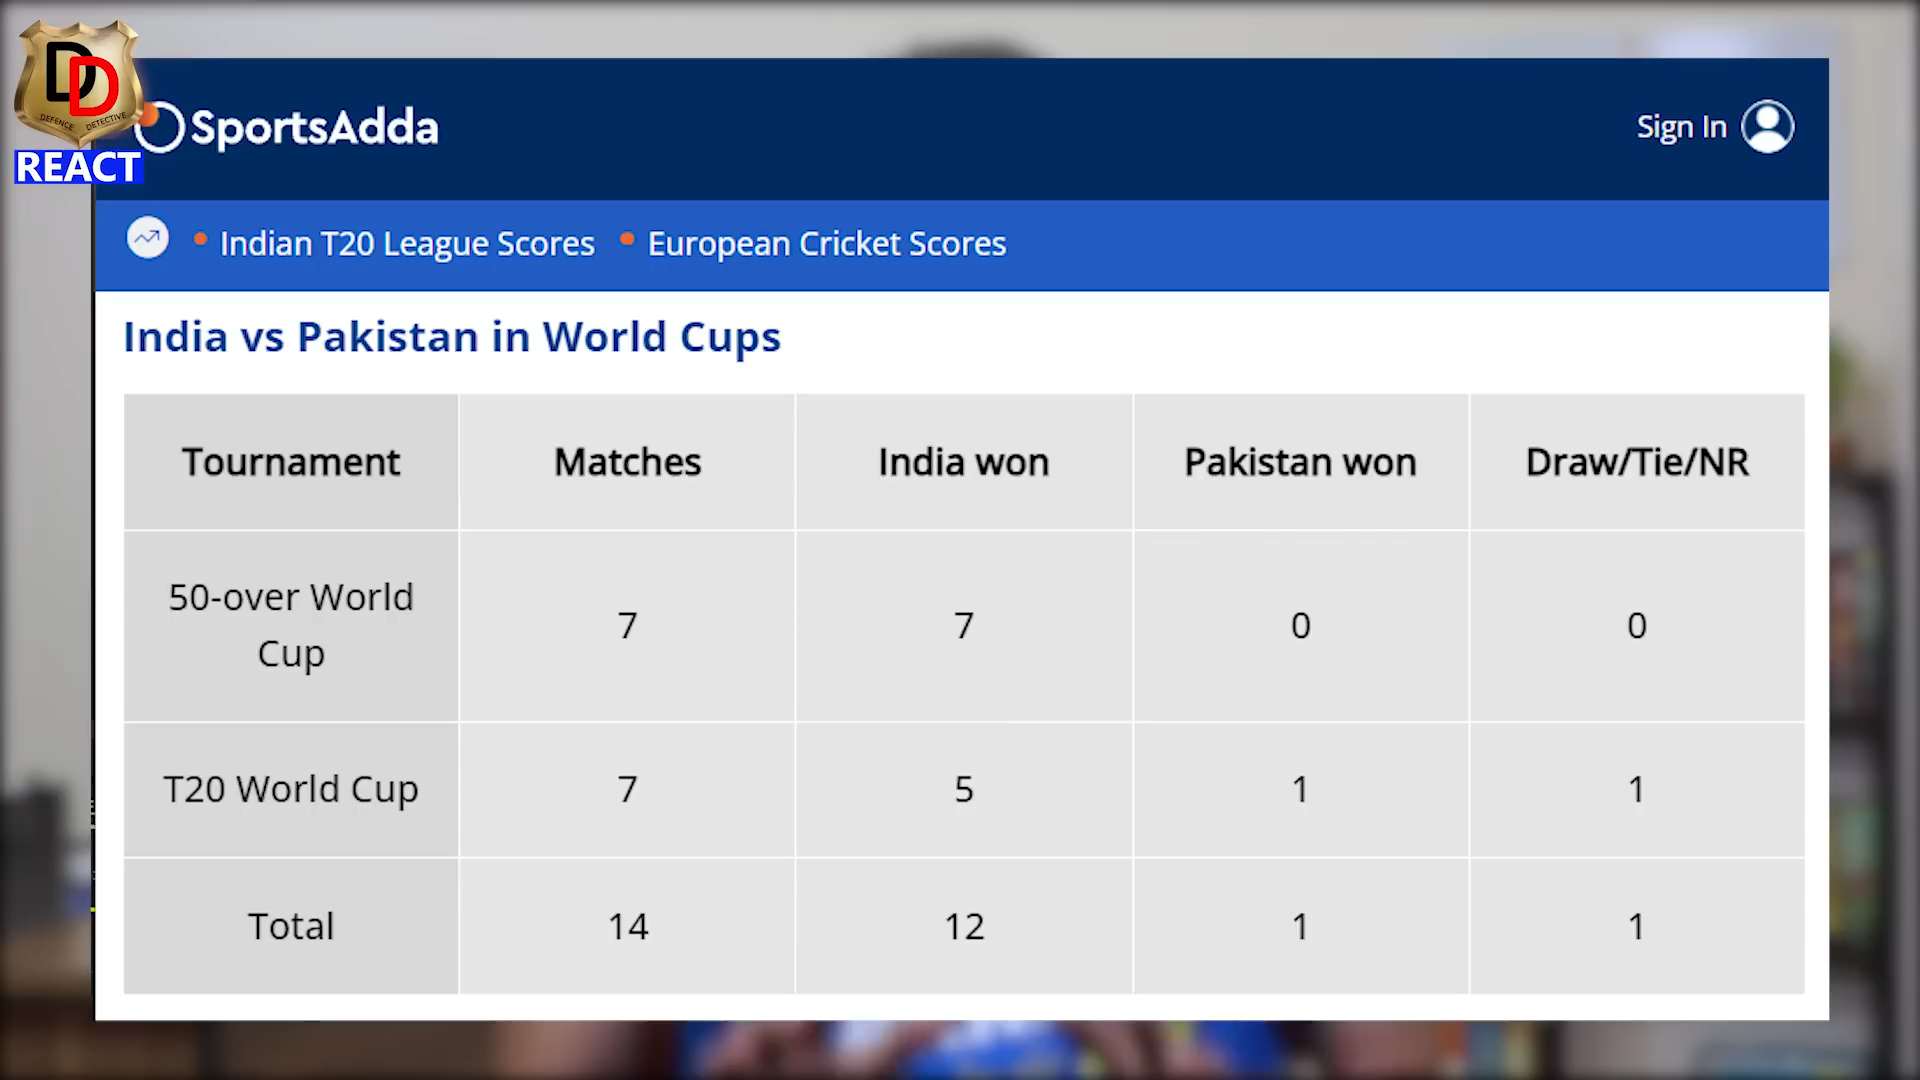 DD
DEFENCE DETECTIVE
REACT
SportsAdda
Sign In
Indian T20 League Scores
European Cricket Scores
India vs Pakistan in World Cups
Tournament Matches India won Pakistan won Draw/Tie/NR
50-over World
Cup
7 7 0 0
T20 World Cup 7 5 1 1
Total 14 12 1 1